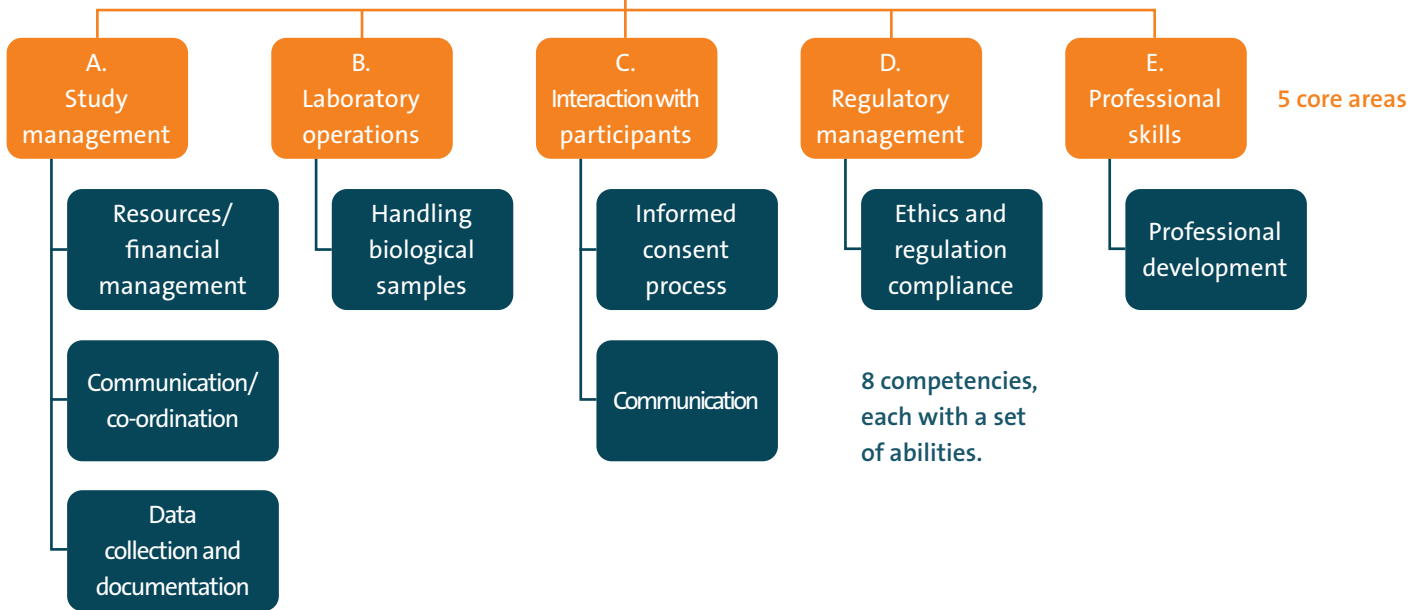 A.
Study
management
B.
Laboratory
operations
C.
Interaction with
participants
D.
Regulatory
management
E.
Professional
skills
5 core areas
Resources/
financial
management
Handling
biological
samples
Informed
consent
process
Ethics and
regulation
compliance
Professional
development
Communication/
co-ordination
Communication
8 competencies,
each with a set
of abilities.
Data
collection and
documentation